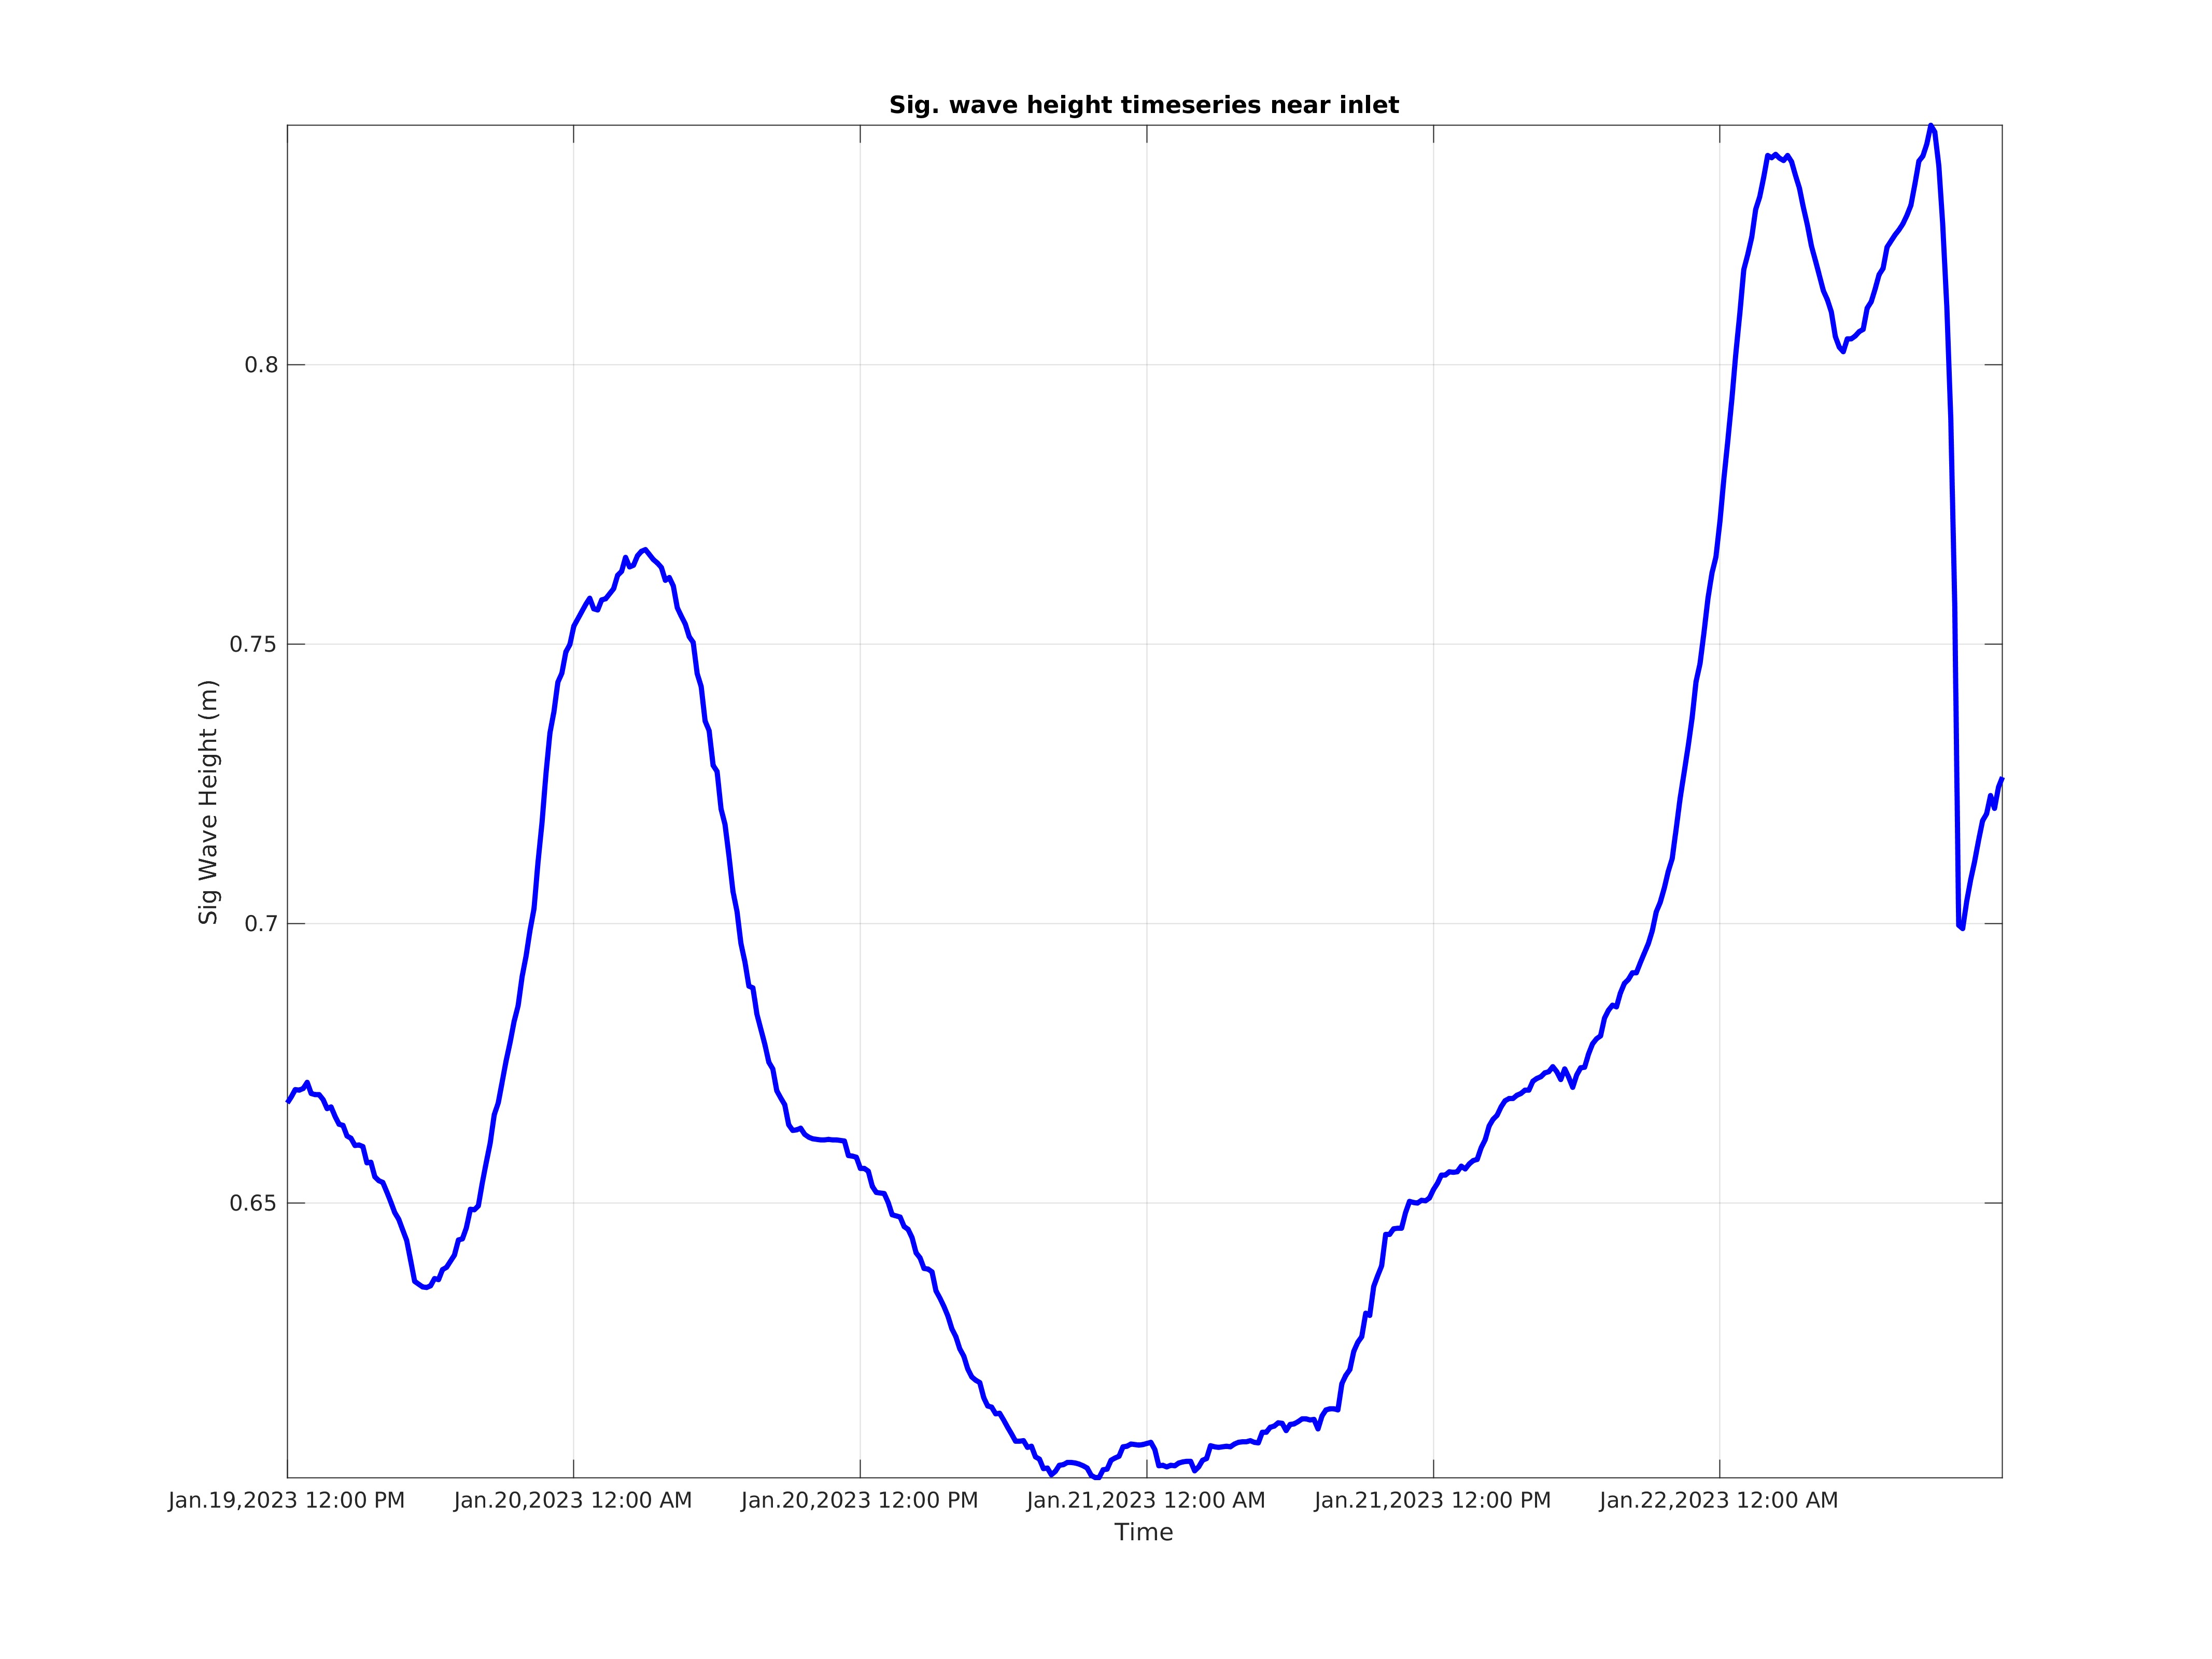 Sig. wave height timeseries near inlet
Sig Wave Height (m)
0.8
0.75
0.7
0.65
Jan.19,2023 12:00 PM
Jan.20,2023 12:00 AM
Jan.20,2023 12:00 PM
Jan.21,2023 12:00 AM
Jan.21,2023 12:00 PM
Jan.22,2023 12:00 AM
Time